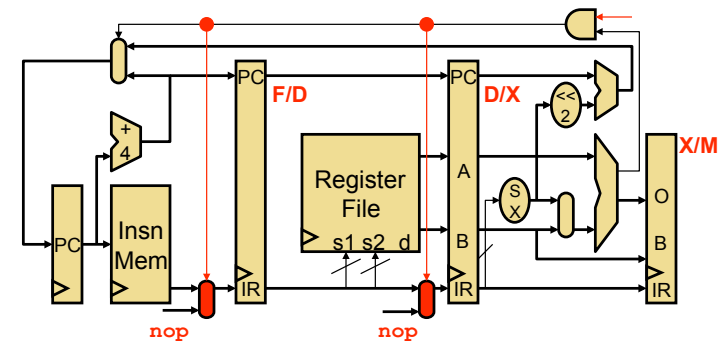 PC
F/D
PC
D/X
<<
2
X/M
+
4
Register
File
A
S
X
O
PC
Insn
Mem
s1 s2 d
B
B
IR
IR
IR
nop
nop